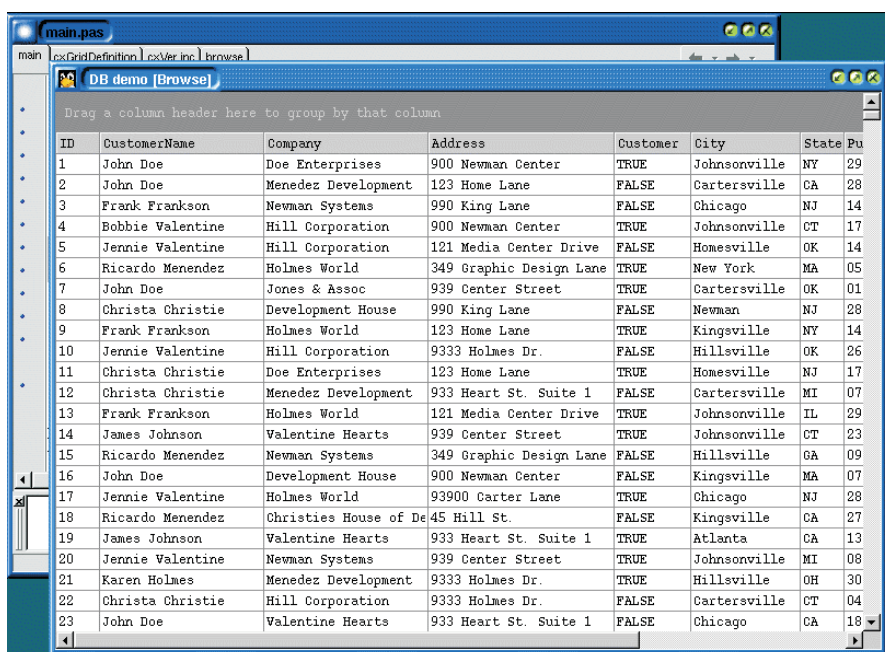 main.pas
main cxGridDefinition cxVer.inc browse
DB demo [Browse]
Drag a column header here to group by that column
ID CustomerName Company Address Customer City State Pu
1 John Doe Doe Enterprises 900 Newman Center TRUE Johnsonville NY 29
2 John Doe Menedez Development 123 Home Lane FALSE Cartersville CA 28
3 Frank Frankson Newman Systems 990 King Lane FALSE Chicago NJ 14
4 Bobbie Valentine Hill Corporation 900 Newman Center TRUE Johnsonville CT 17
5 Jennie Valentine Hill Corporation 121 Media Center Drive FALSE Homesville OK 14
6 Ricardo Menendez Holmes World 349 Graphic Design Lane TRUE New York MA 05
7 John Doe Jones & Assoc 939 Center Street TRUE Cartersville OK 01
8 Christa Christie Development House 990 King Lane FALSE Newman NJ 28
9 Frank Frankson Holmes World 123 Home Lane TRUE Kingsville NY 14
10 Jennie Valentine Hill Corporation 9333 Holmes Dr. FALSE Hillsville OK 26
11 Christa Christie Doe Enterprises 123 Home Lane TRUE Homesville NJ 17
12 Christa Christie Menedez Development 933 Heart St. Suite 1 FALSE Cartersville MI 07
13 Frank Frankson Holmes World 121 Media Center Drive TRUE Johnsonville IL 29
14 James Johnson Valentine Hearts 939 Center Street TRUE Johnsonville CT 23
15 Ricardo Menendez Newman Systems 349 Graphic Design Lane FALSE Hillsville GA 09
16 John Doe Development House 900 Newman Center FALSE Kingsville MA 07
17 Jennie Valentine Holmes World 93900 Carter Lane TRUE Chicago NJ 28
18 Ricardo Menendez Christies House of De 45 Hill St. FALSE Kingsville CA 27
19 James Johnson Valentine Hearts 933 Heart St. Suite 1 TRUE Atlanta CA 13
20 Jennie Valentine Newman Systems 939 Center Street TRUE Johnsonville MI 08
21 Karen Holmes Menedez Development 9333 Holmes Dr. TRUE Hillsville OH 30
22 Christa Christie Hill Corporation 9333 Holmes Dr. FALSE Cartersville CT 04
23 John Doe Valentine Hearts 933 Heart St. Suite 1 FALSE Chicago CA 18